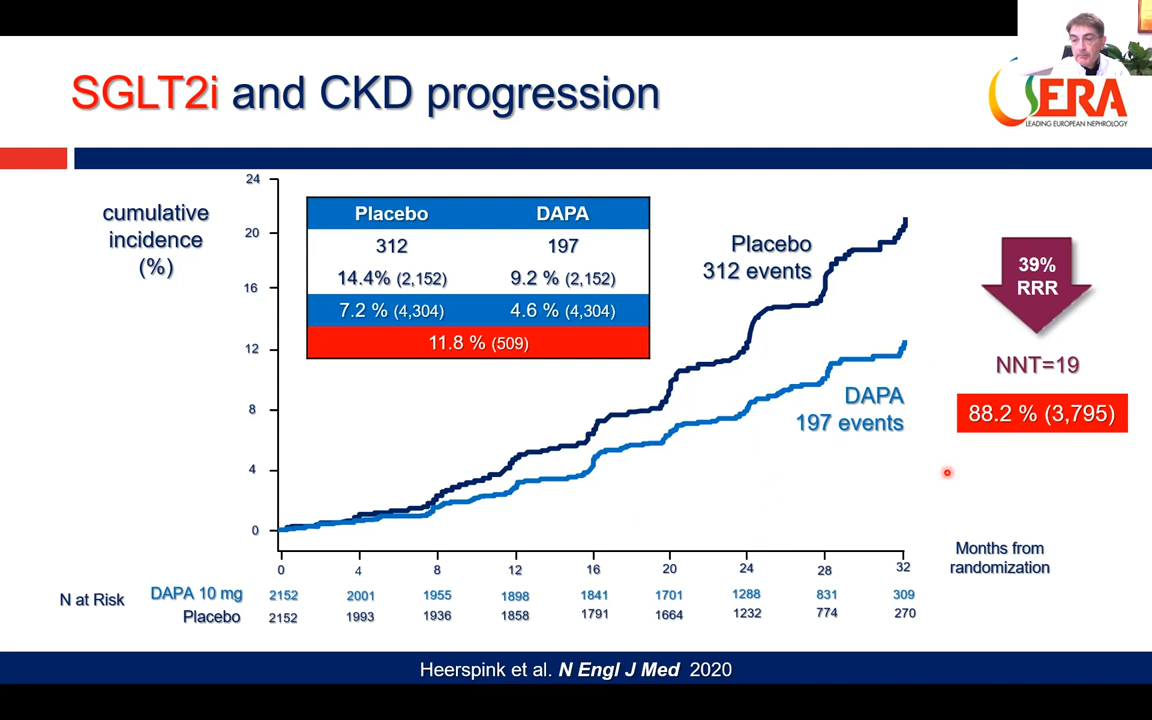 SGLT2i and CKD progression
SERA
LEADING EUROPEAN NEPHROLOGY
cumulative
incidence
(%)
24
20
16
12
8
4
0
Placebo DAPA
312 197
14.4% (2,152) 9.2 % (2,152)
7.2 % (4,304) 4.6 % (4,304)
11.8 % (509)
Placebo
312 events
DAPA
197 events
39%
RRR
NNT=19
88.2 % (3,795)
0 4 8 12 16 20 24 28 32
Months from
randomization
N at Risk
DAPA 10 mg 2152 2001 1955 1898 1841 1701 1288 831 309
Placebo 2152 1993 1936 1858 1791 1664 1232 774 270
Heerspink et al. N Engl J Med 2020